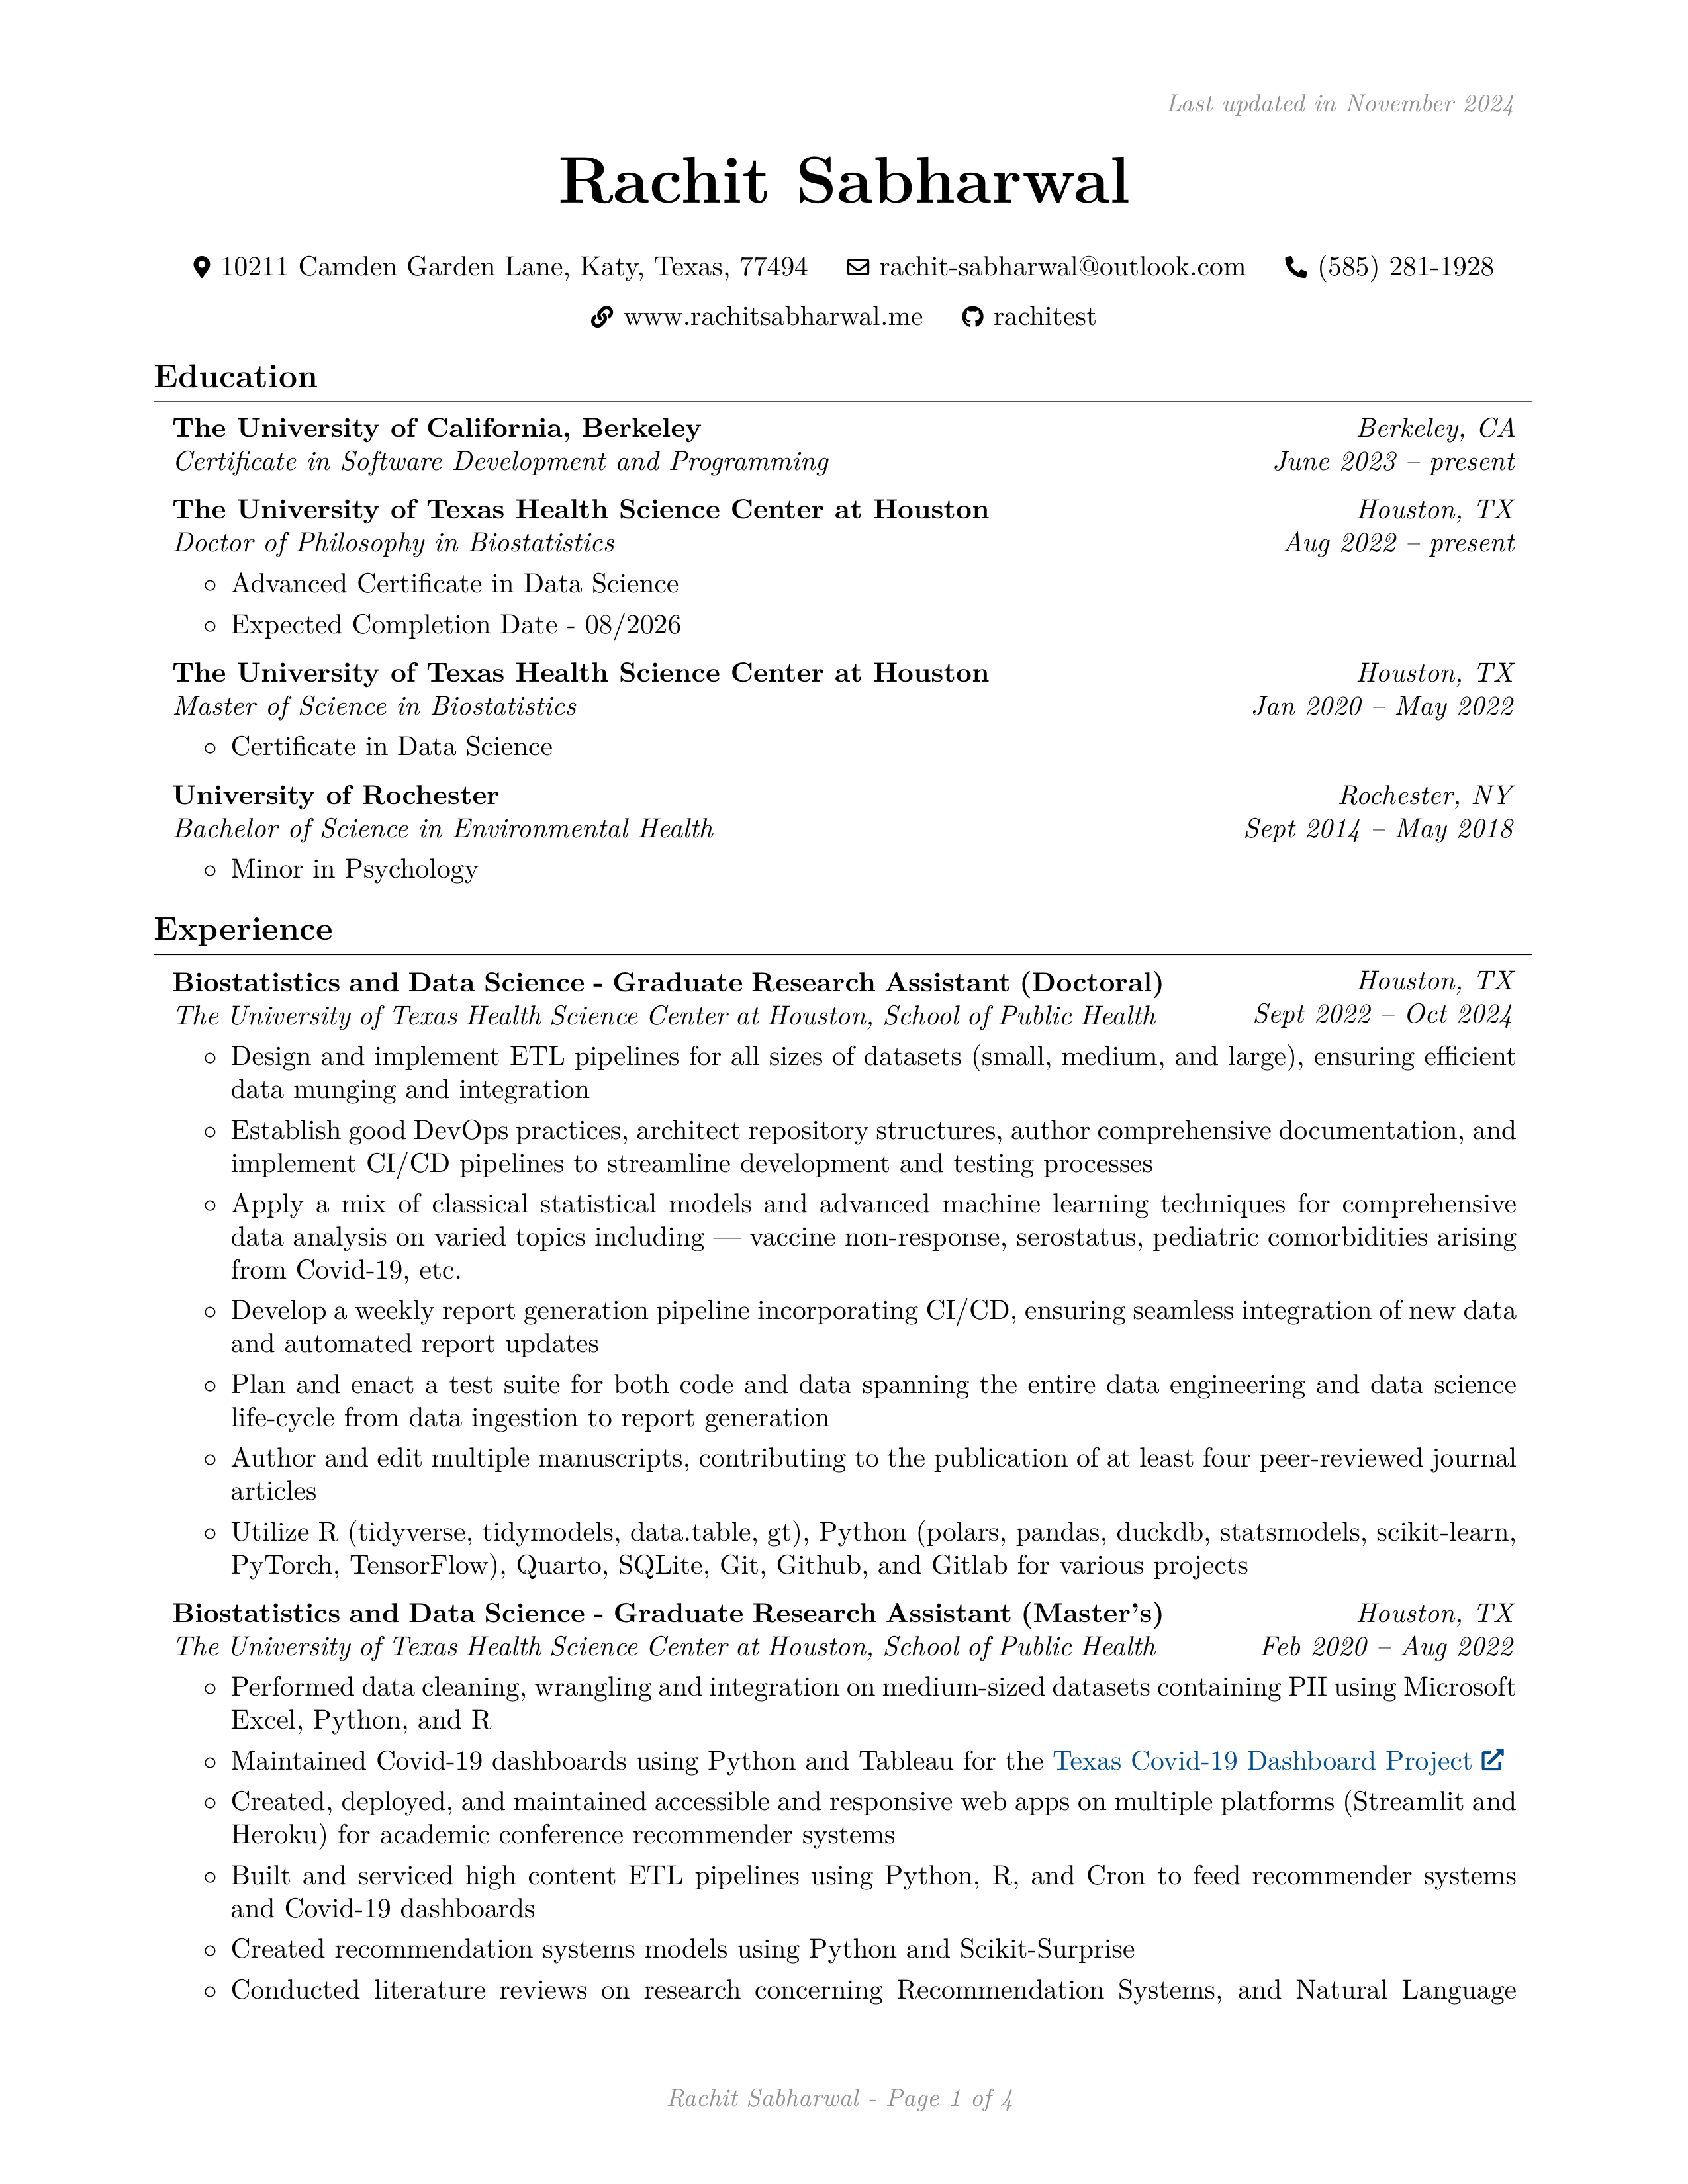 Last updated in November 2024
Rachit Sabharwal
10211 Camden Garden Lane, Katy, Texas, 77494 rachit-sabharwal@outlook.com (585) 281-1928
www.rachitsabharwal.me rachitest
Education
The University of California, Berkeley Berkeley, CA
Certificate in Software Development and Programming June 2023 – present
The University of Texas Health Science Center at Houston Houston, TX
Doctor of Philosophy in Biostatistics Aug 2022 – present
◦ Advanced Certificate in Data Science
◦ Expected Completion Date - 08/2026
The University of Texas Health Science Center at Houston Houston, TX
Master of Science in Biostatistics Jan 2020 – May 2022
◦ Certificate in Data Science
University of Rochester Rochester, NY
Bachelor of Science in Environmental Health Sept 2014 – May 2018
◦ Minor in Psychology
Experience
Biostatistics and Data Science - Graduate Research Assistant (Doctoral) Houston, TX
The University of Texas Health Science Center at Houston, School of Public Health Sept 2022 – Oct 2024
◦ Design and implement ETL pipelines for all sizes of datasets (small, medium, and large), ensuring efficient
data munging and integration
◦ Establish good DevOps practices, architect repository structures, author comprehensive documentation, and
implement CI/CD pipelines to streamline development and testing processes
◦ Apply a mix of classical statistical models and advanced machine learning techniques for comprehensive
data analysis on varied topics including — vaccine non-response, serostatus, pediatric comorbidities arising
from Covid-19, etc.
◦ Develop a weekly report generation pipeline incorporating CI/CD, ensuring seamless integration of new data
and automated report updates
◦ Plan and enact a test suite for both code and data spanning the entire data engineering and data science
life-cycle from data ingestion to report generation
◦ Author and edit multiple manuscripts, contributing to the publication of at least four peer-reviewed journal
articles
◦ Utilize R (tidyverse, tidymodels, data.table, gt), Python (polars, pandas, duckdb, statsmodels, scikit-learn,
PyTorch, TensorFlow), Quarto, SQLite, Git, Github, and Gitlab for various projects
Biostatistics and Data Science - Graduate Research Assistant (Master's) Houston, TX
The University of Texas Health Science Center at Houston, School of Public Health Feb 2020 – Aug 2022
◦ Performed data cleaning, wrangling and integration on medium-sized datasets containing PII using Microsoft
Excel, Python, and R
◦ Maintained Covid-19 dashboards using Python and Tableau for the Texas Covid-19 Dashboard Project
◦ Created, deployed, and maintained accessible and responsive web apps on multiple platforms (Streamlit and
Heroku) for academic conference recommender systems
◦ Built and serviced high content ETL pipelines using Python, R, and Cron to feed recommender systems
and Covid-19 dashboards
◦ Created recommendation systems models using Python and Scikit-Surprise
◦ Conducted literature reviews on research concerning Recommendation Systems, and Natural Language
Rachit Sabharwal - Page 1 of 4